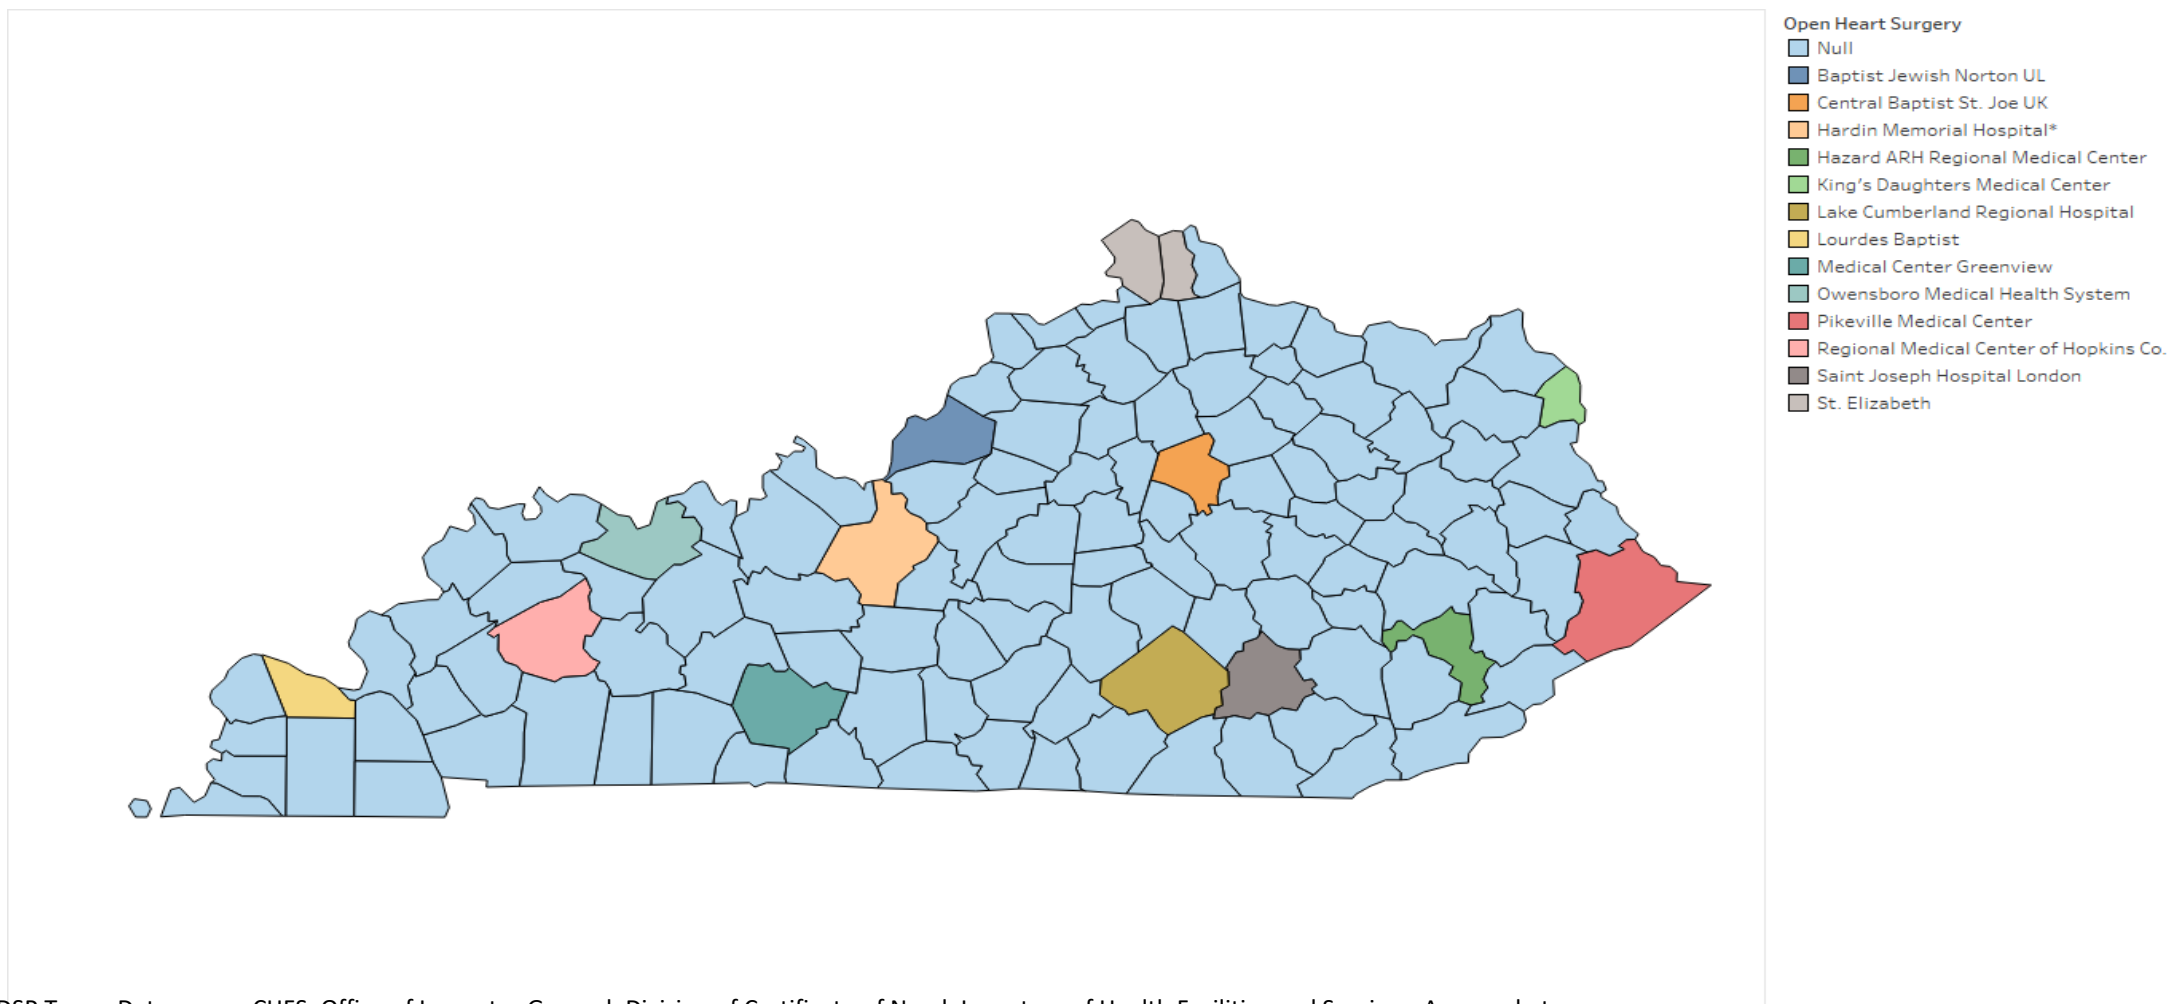 Open Heart Surgery
Null
Baptist Jewish Norton UL
Central Baptist St. Joe UK
Hardin Memorial Hospital*
Hazard ARH Regional Medical Center
King's Daughters Medical Center
Lake Cumberland Regional Hospital
Lourdes Baptist
Medical Center Greenview
Owensboro Medical Health System
Pikeville Medical Center
Regional Medical Center of Hopkins Co.
Saint Joseph Hospital London
St. Elizabeth